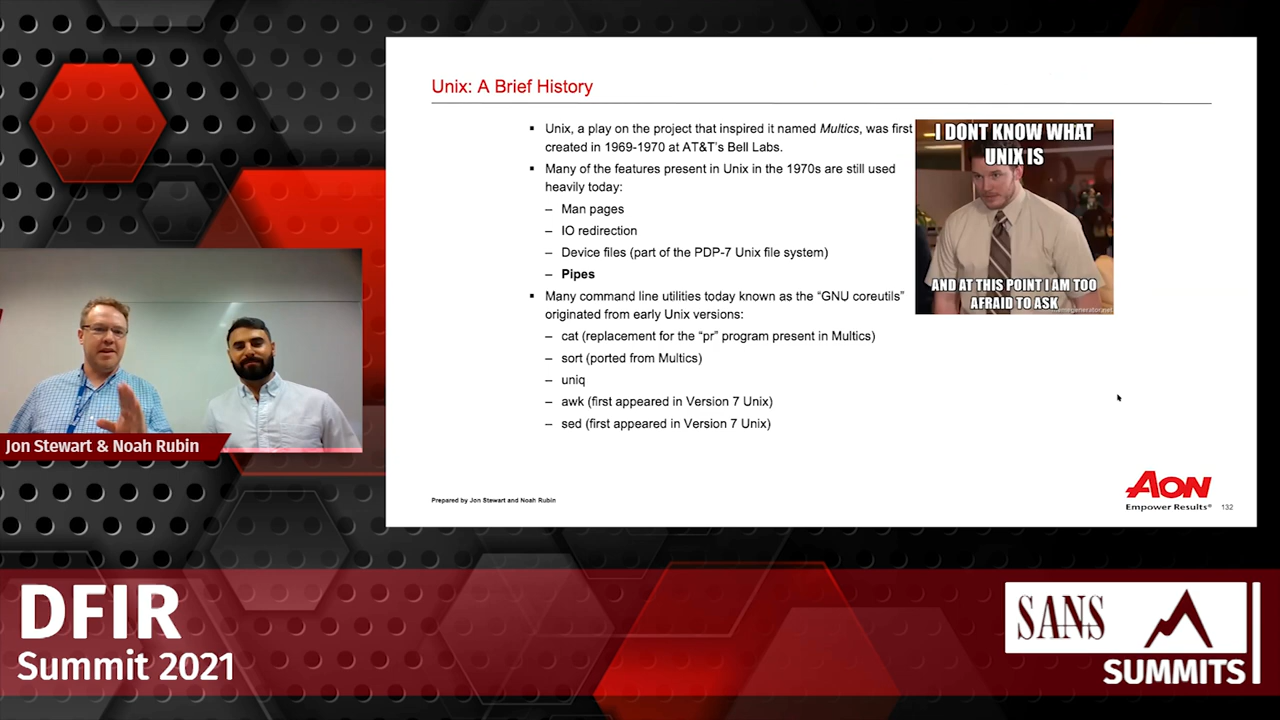 Unix: A Brief History
▪ Unix, a play on the project that inspired it named Multics, was first
created in 1969-1970 at AT&T's Bell Labs.
▪ Many of the features present in Unix in the 1970s are still used
heavily today:
– Man pages
– IO redirection
– Device files (part of the PDP-7 Unix file system)
– Pipes
▪ Many command line utilities today known as the “GNU coreutils”
originated from early Unix versions:
– cat (replacement for the “pr” program present in Multics)
– sort (ported from Multics)
– uniq
– awk (first appeared in Version 7 Unix)
– sed (first appeared in Version 7 Unix)
I DONT KNOW WHAT
UNIX IS
AND AT THIS POINT I AM TOO
AFRAID TO ASK
memegenerator.net
Prepared by Jon Stewart and Noah Rubin
AON
Empower Results®
132
Jon Stewart & Noah Rubin
DFIR
Summit 2021
SANS
SUMMITS